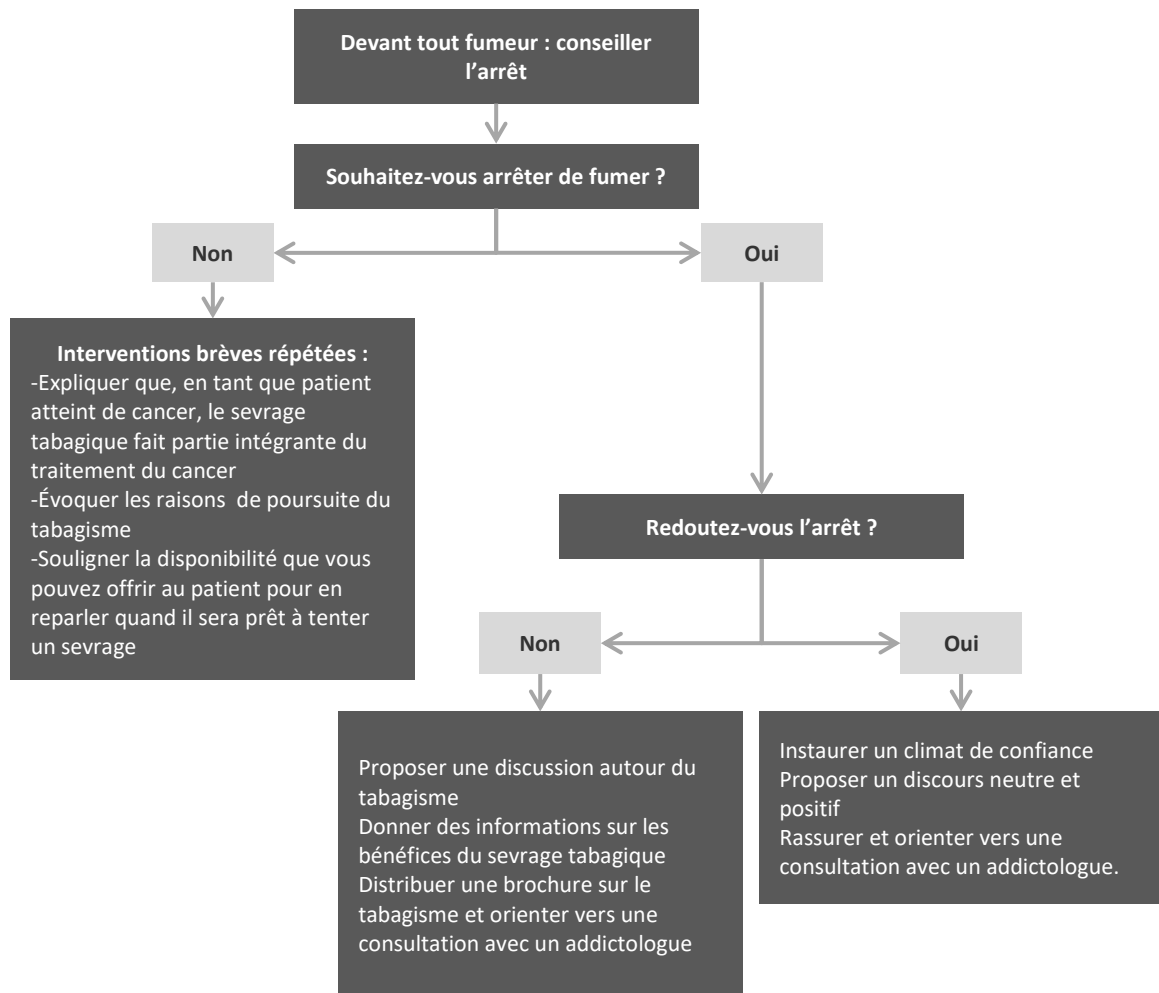 Devant tout fumeur : conseiller
l'arrêt
Souhaitez-vous arrêter de fumer ?
Non
Oui
Interventions brèves répétées :
-Expliquer que, en tant que patient
atteint de cancer, le sevrage
tabagique fait partie intégrante du
traitement du cancer
-Évoquer les raisons  de poursuite du
tabagisme
-Souligner la disponibilité que vous
pouvez offrir au patient pour en
reparler quand il sera prêt à tenter
un sevrage
Redoutez-vous l'arrêt ?
Non
Oui
Proposer une discussion autour du
tabagisme
Donner des informations sur les
bénéfices du sevrage tabagique
Distribuer une brochure sur le
tabagisme et orienter vers une
consultation avec un addictologue
Instaurer un climat de confiance
Proposer un discours neutre et
positif
Rassurer et orienter vers une
consultation avec un addictologue.